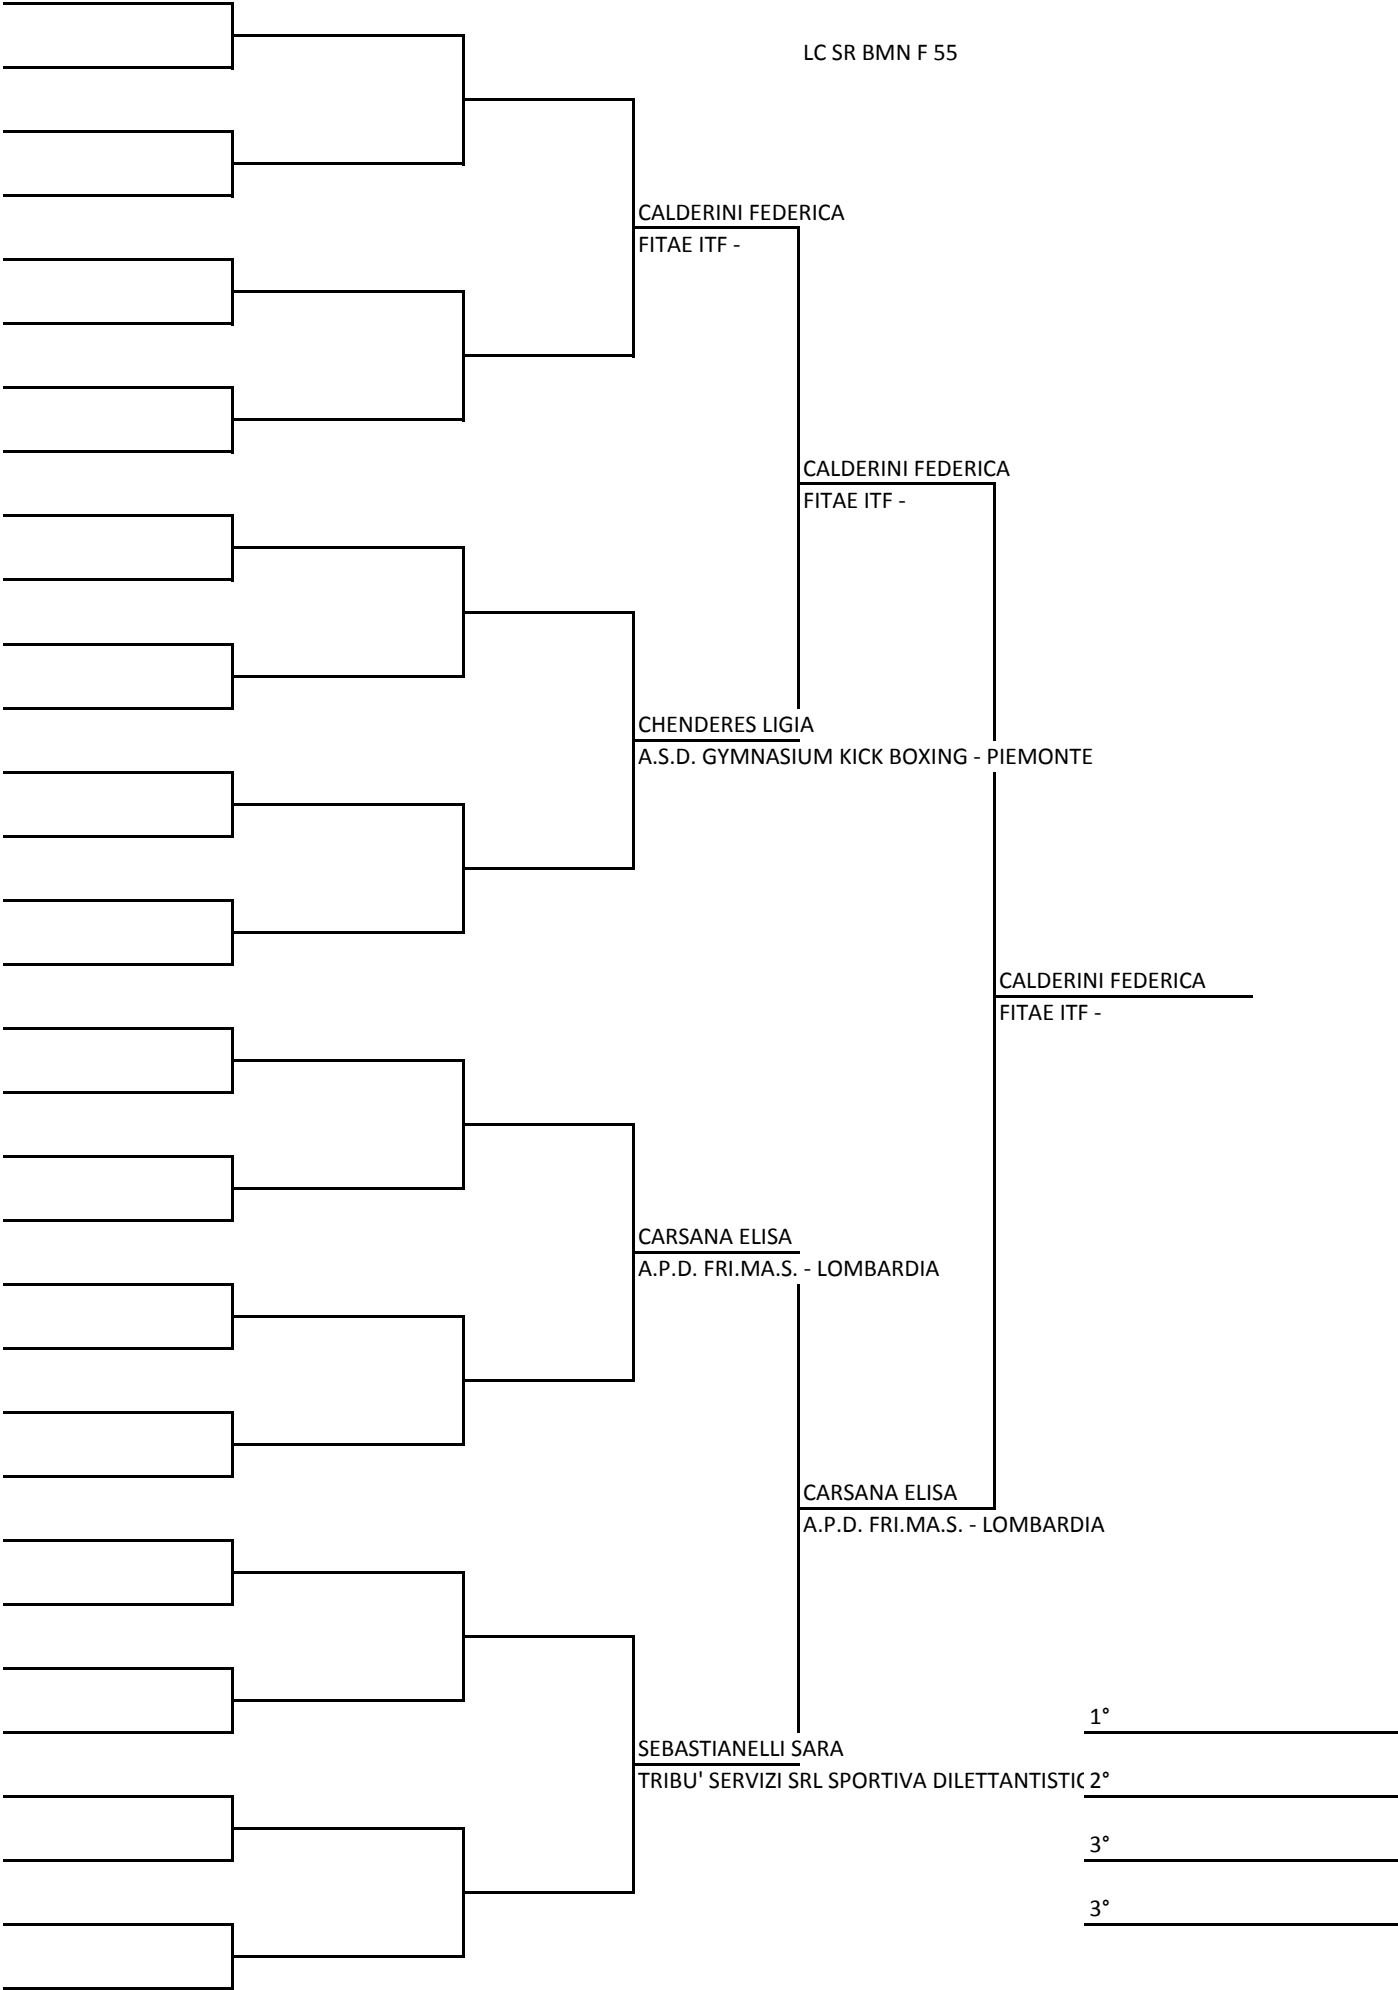 LC SR BMN F 55
CALDERINI FEDERICA
FITAE ITF -
CALDERINI FEDERICA
FITAE ITF -
CHENDERES LIGIA
A.S.D. GYMNASIUM KICK BOXING - PIEMONTE
CALDERINI FEDERICA
FITAE ITF -
CARSANA ELISA
A.P.D. FRI.MA.S. - LOMBARDIA
CARSANA ELISA
A.P.D. FRI.MA.S. - LOMBARDIA
1°
SEBASTIANELLI SARA
TRIBU' SERVIZI SRL SPORTIVA DILETTANTISTIC
2°
3°
3°